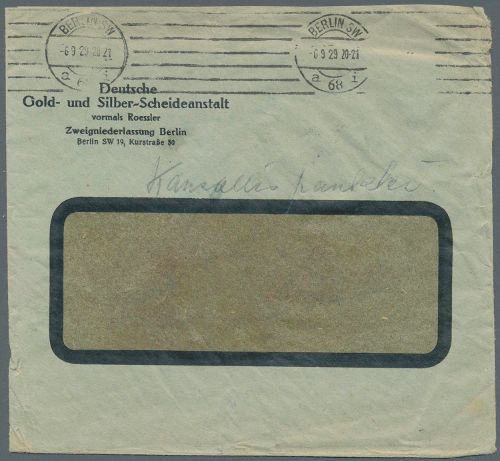 BERLIN SW
-6 9 29 20-21
a 68 i
BERLIN SW
-6 9 29 20-21
a 68 i
Deutsche
Gold- und Silber-Scheideanstalt
vormals Roessler
Zweigniederlassung Berlin
Berlin SW 19, Kurstraße 50